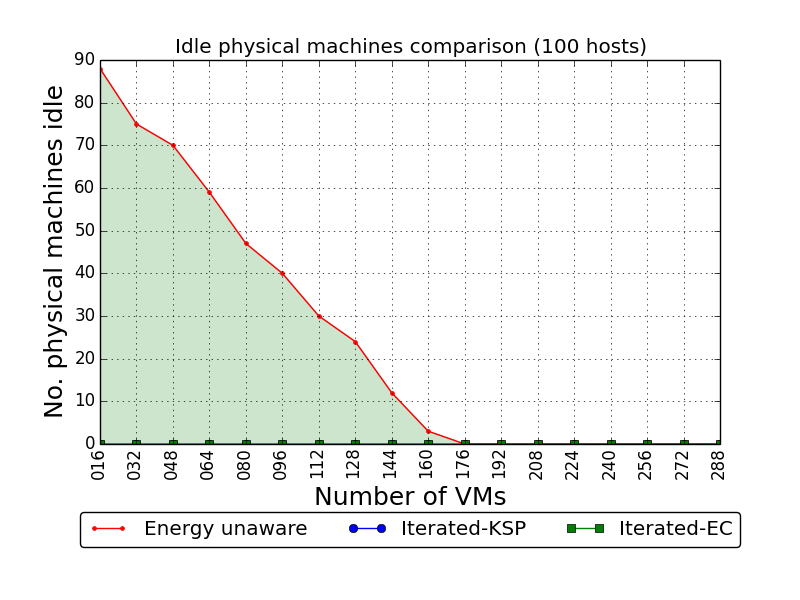 Idle physical machines comparison (100 hosts)
No. physical machines idle
90
80
70
60
50
40
30
20
10
0
016 032 048 064 080 096 112 128 144 160 176 192 208 224 240 256 272 288
Number of VMs
Energy unaware Iterated-KSP Iterated-EC